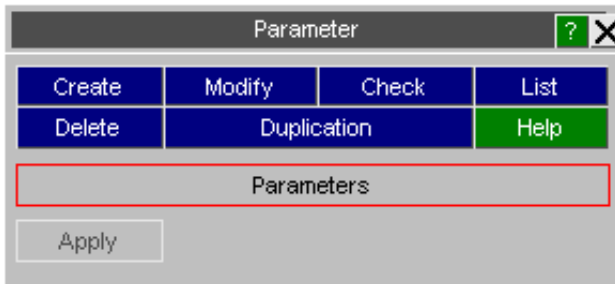 Parameter ? X
Create Modify Check List
Delete Duplication Help
Parameters
Apply